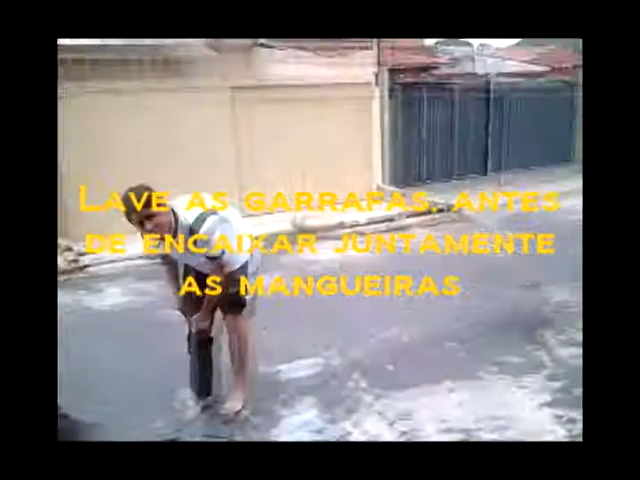 Lave as garrafas, antes
de encaixar juntamente
as mangueiras